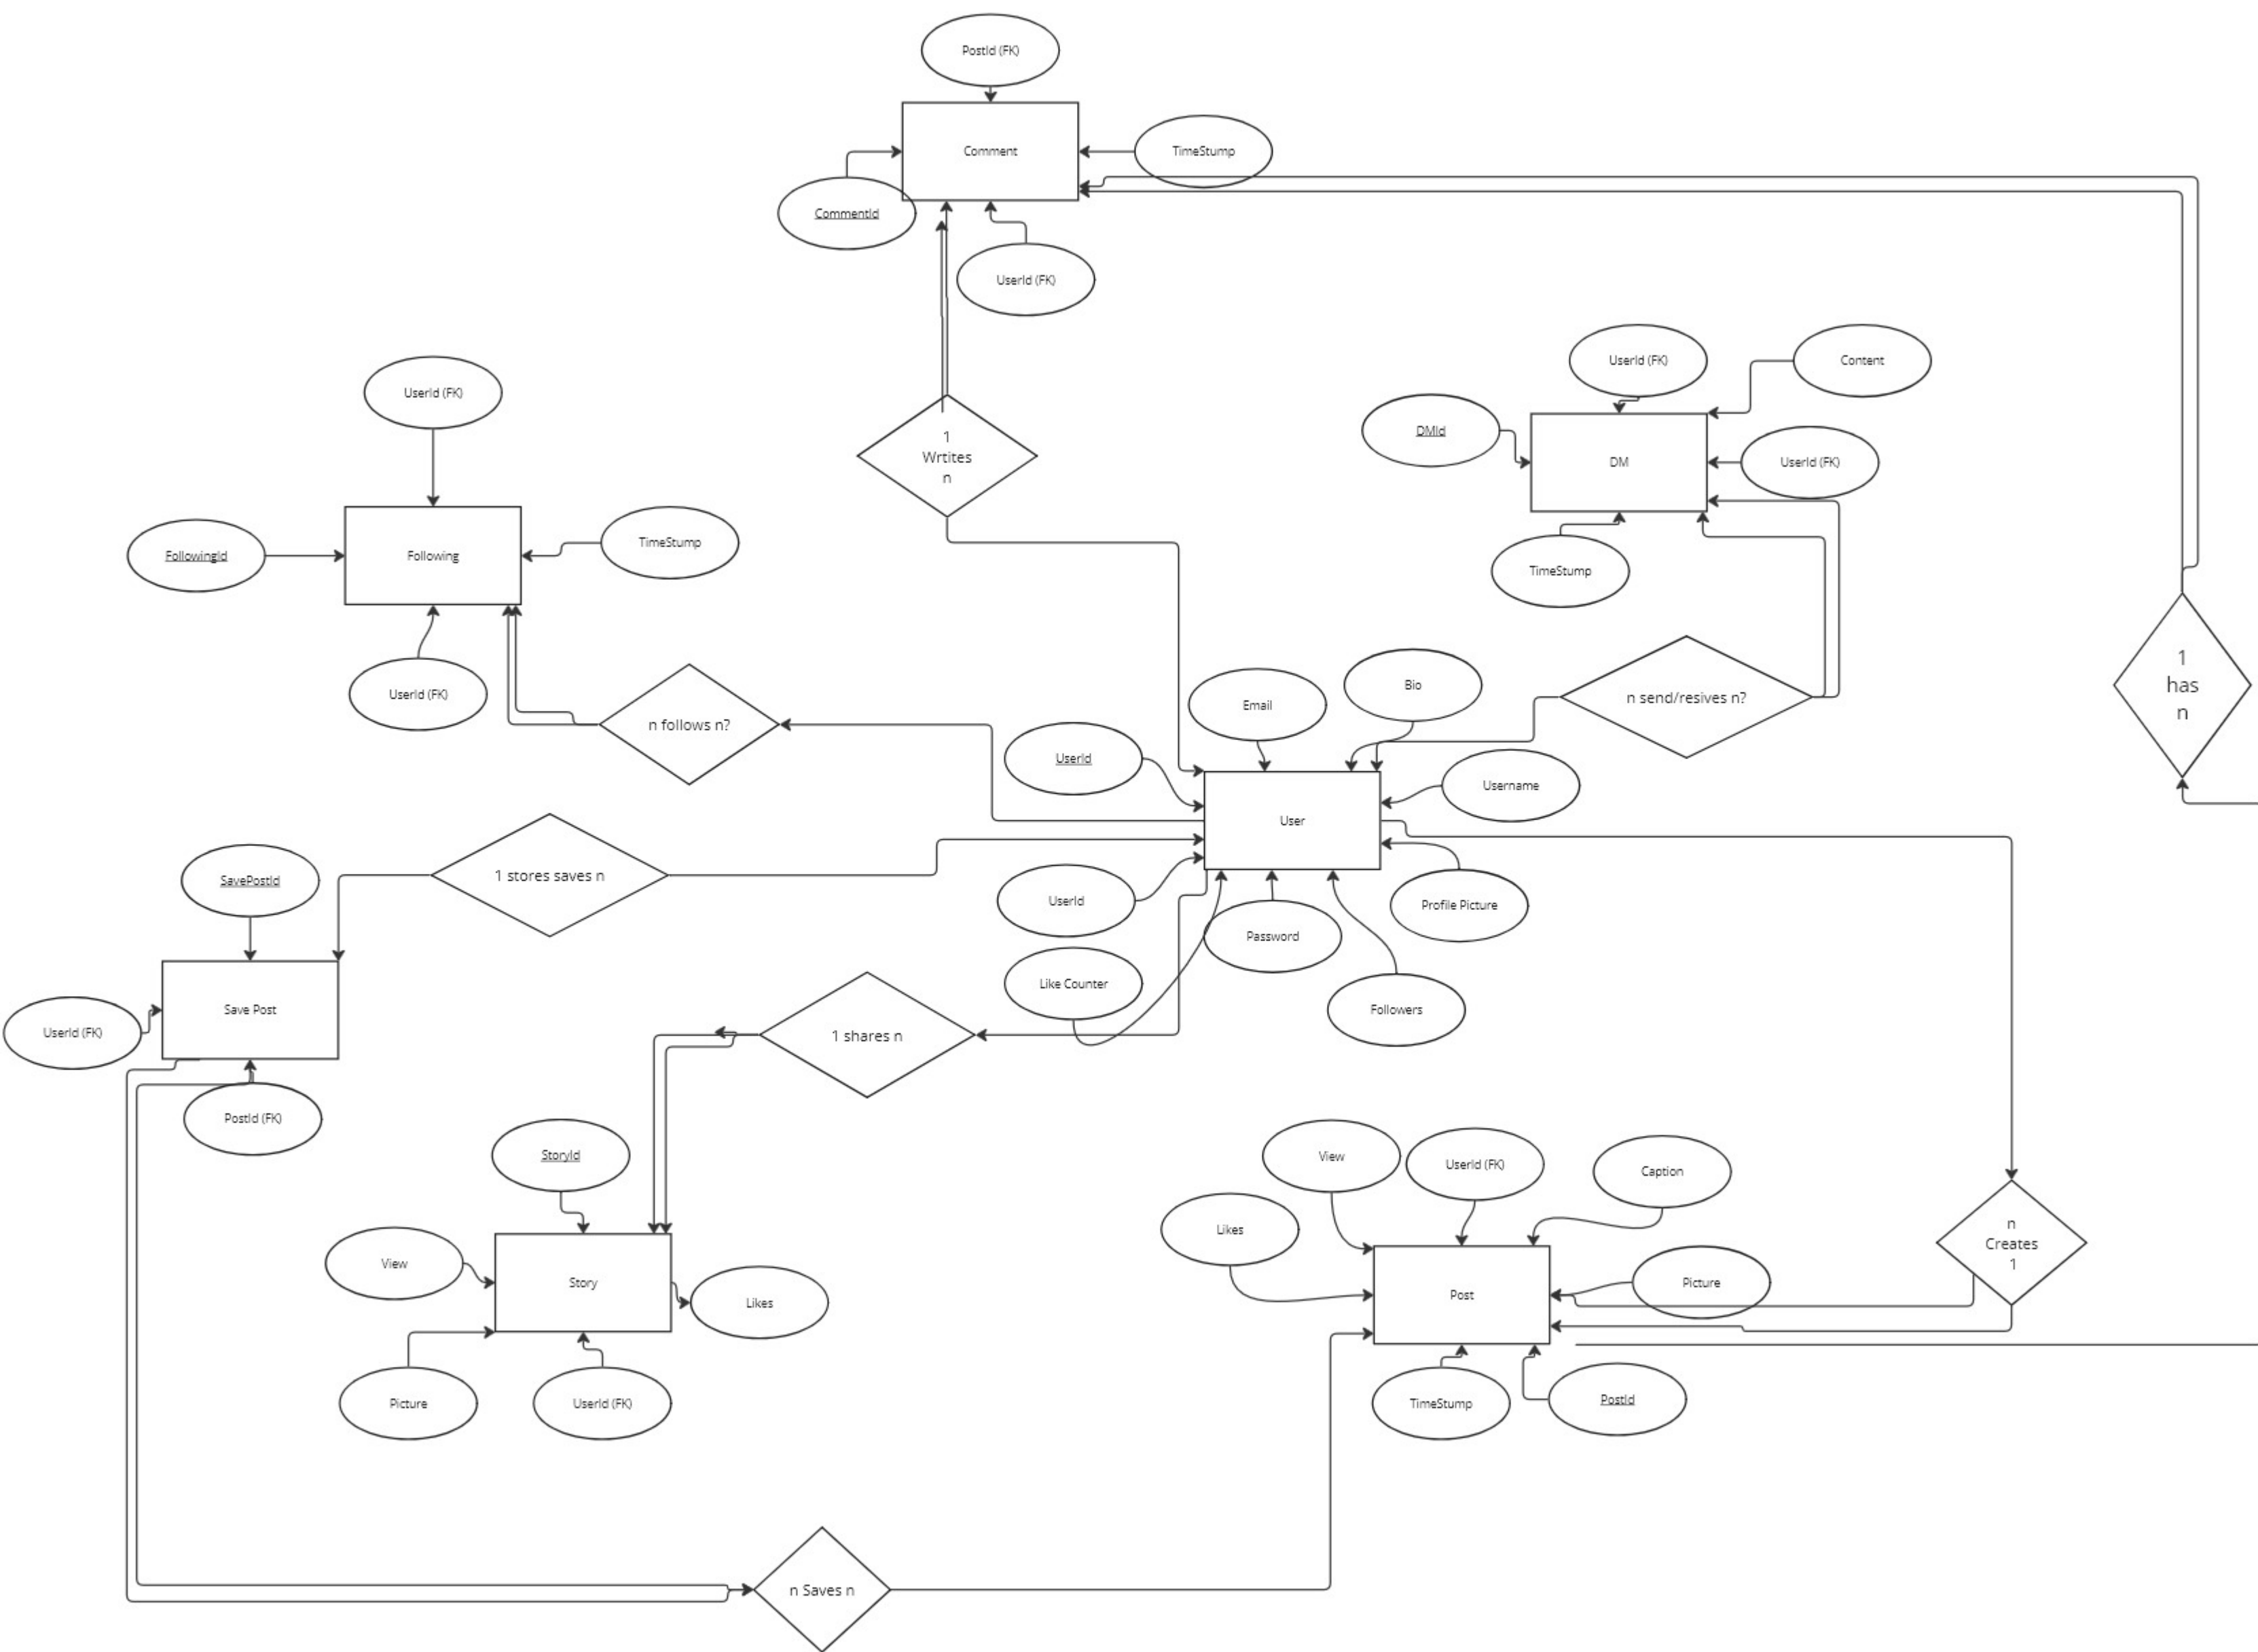 PostId (FK)
Comment
TimeStump
CommentId
UserId (FK)
1
Wrtites
n
UserId (FK)
Content
DMId
DM
UserId (FK)
TimeStump
UserId (FK)
FollowingId
Following
TimeStump
UserId (FK)
n follows n?
n send/resives n?
1
has
n
Email
Bio
UserId
Username
User
UserId
Profile Picture
Password
Like Counter
Followers
1 stores saves n
SavePostId
Save Post
UserId (FK)
PostId (FK)
1 shares n
StoryId
View
Story
Likes
Picture
UserId (FK)
View
UserId (FK)
Caption
Likes
Post
Picture
TimeStump
PostId
n
Creates
1
n Saves n